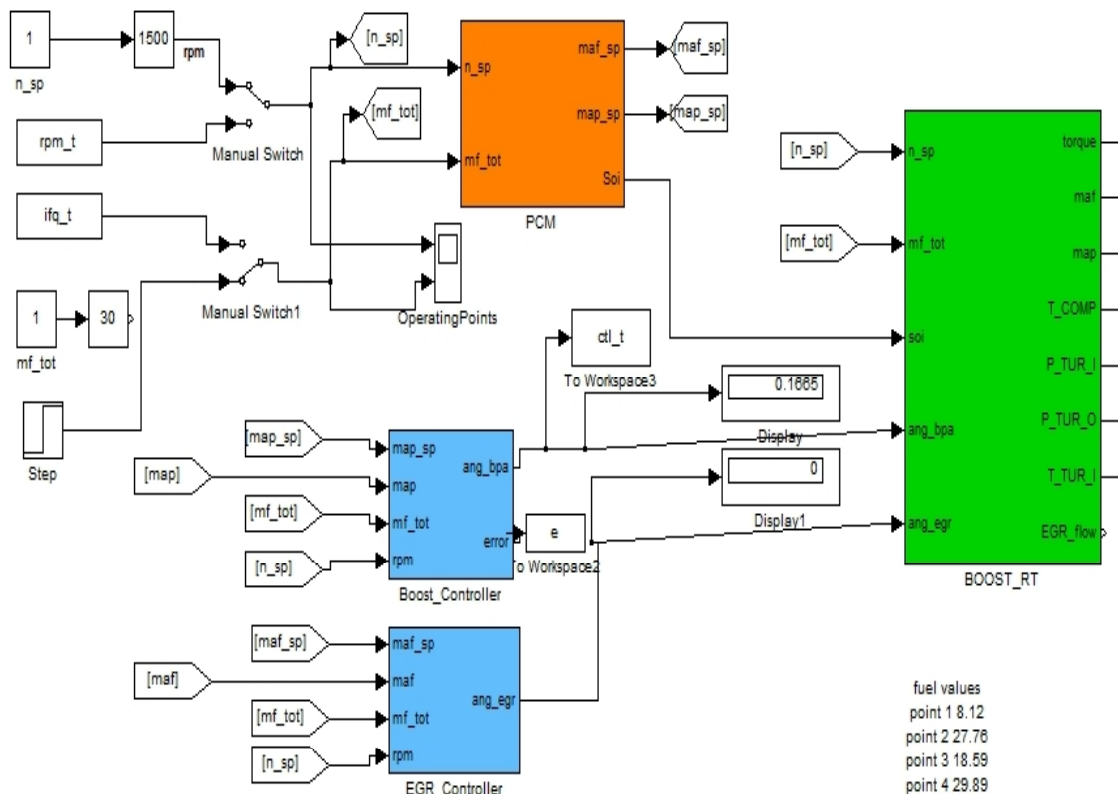 1
n_sp
1500
rpm
Manual Switch
rpm_t
ifq_t
Manual Switch1
1
mf_tot
30
Step
[n_sp]
[mf_tot]
n_sp
mf_tot
maf_sp
map_sp
Soi
PCM
[maf_sp]
[map_sp]
OperatingPoints
ctl_t
To Workspace3
0.1665
Display
0
Display1
[map_sp]
[map]
[mf_tot]
[n_sp]
map_sp
map
mf_tot
rpm
ang_bpa
error
Boost_Controller
e
o Workspace2
[maf_sp]
[maf]
[mf_tot]
[n_sp]
maf_sp
maf
mf_tot
rpm
ang_egr
EGR_Controller
[n_sp]
[mf_tot]
n_sp
mf_tot
soi
ang_bpa
ang_egr
torque
maf
map
T_COMP
P_TUR_I
P_TUR_O
T_TUR_I
EGR_flow
BOOST_RT
fuel values
point 1 8.12
point 2 27.76
point 3 18.59
point 4 29.89